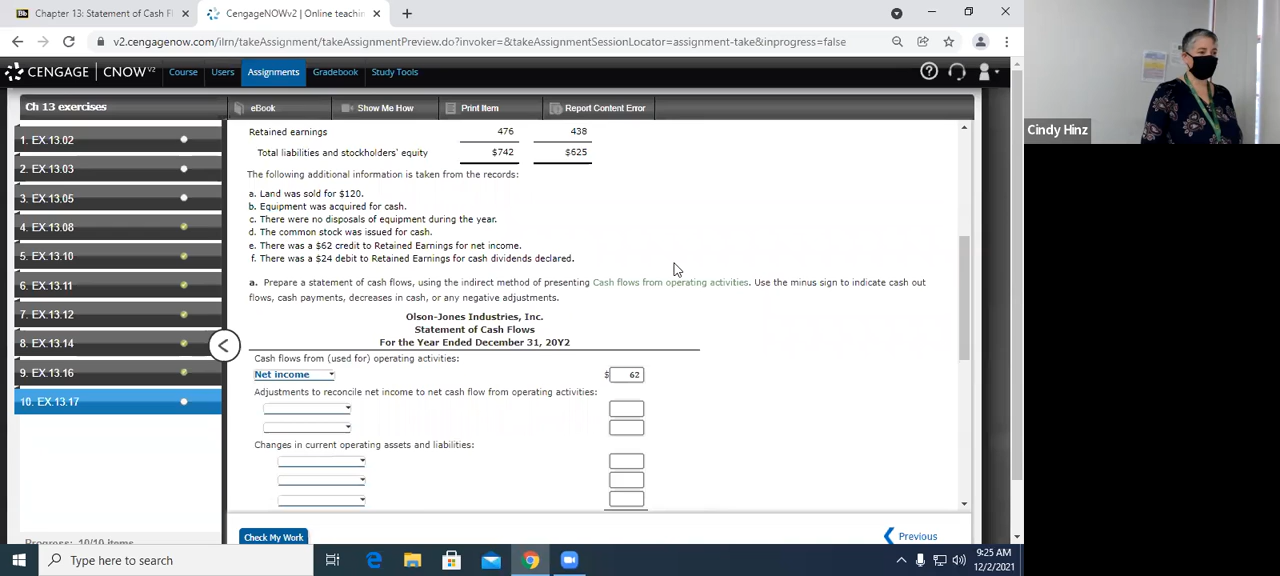 Chapter 13: Statement of Cash F
CengageNOWv2 | Online teachin
v2.cengagenow.com/ilrn/takeAssignment/takeAssignmentPreview.do?invoker=&takeAssignmentSessionLocator=assignment-take&inprogress=false
CENGAGE | CNOWv2 Course Users Assignments Gradebook Study Tools
Ch 13 exercises eBook Show Me How Print Item Report Content Error
Cindy Hinz
1. EX.13.02
2. EX.13.03
3. EX.13.05
4. EX.13.08
5. EX.13.10
6. EX.13.11
7. EX.13.12
8. EX.13.14
9. EX.13.16
10. EX.13.17
Progress: 10/10 items
Retained earnings 476 438
Total liabilities and stockholders' equity $742 $625
The following additional information is taken from the records:
a. Land was sold for $120.
b. Equipment was acquired for cash.
c. There were no disposals of equipment during the year.
d. The common stock was issued for cash.
e. There was a $62 credit to Retained Earnings for net income.
f. There was a $24 debit to Retained Earnings for cash dividends declared.
a. Prepare a statement of cash flows, using the indirect method of presenting Cash flows from operating activities. Use the minus sign to indicate cash out
flows, cash payments, decreases in cash, or any negative adjustments.
Olson-Jones Industries, Inc.
Statement of Cash Flows
For the Year Ended December 31, 20Y2
Cash flows from (used for) operating activities:
Net income $ 62
Adjustments to reconcile net income to net cash flow from operating activities:
Changes in current operating assets and liabilities:
Check My Work Previous
Type here to search
9:25 AM
12/2/2021